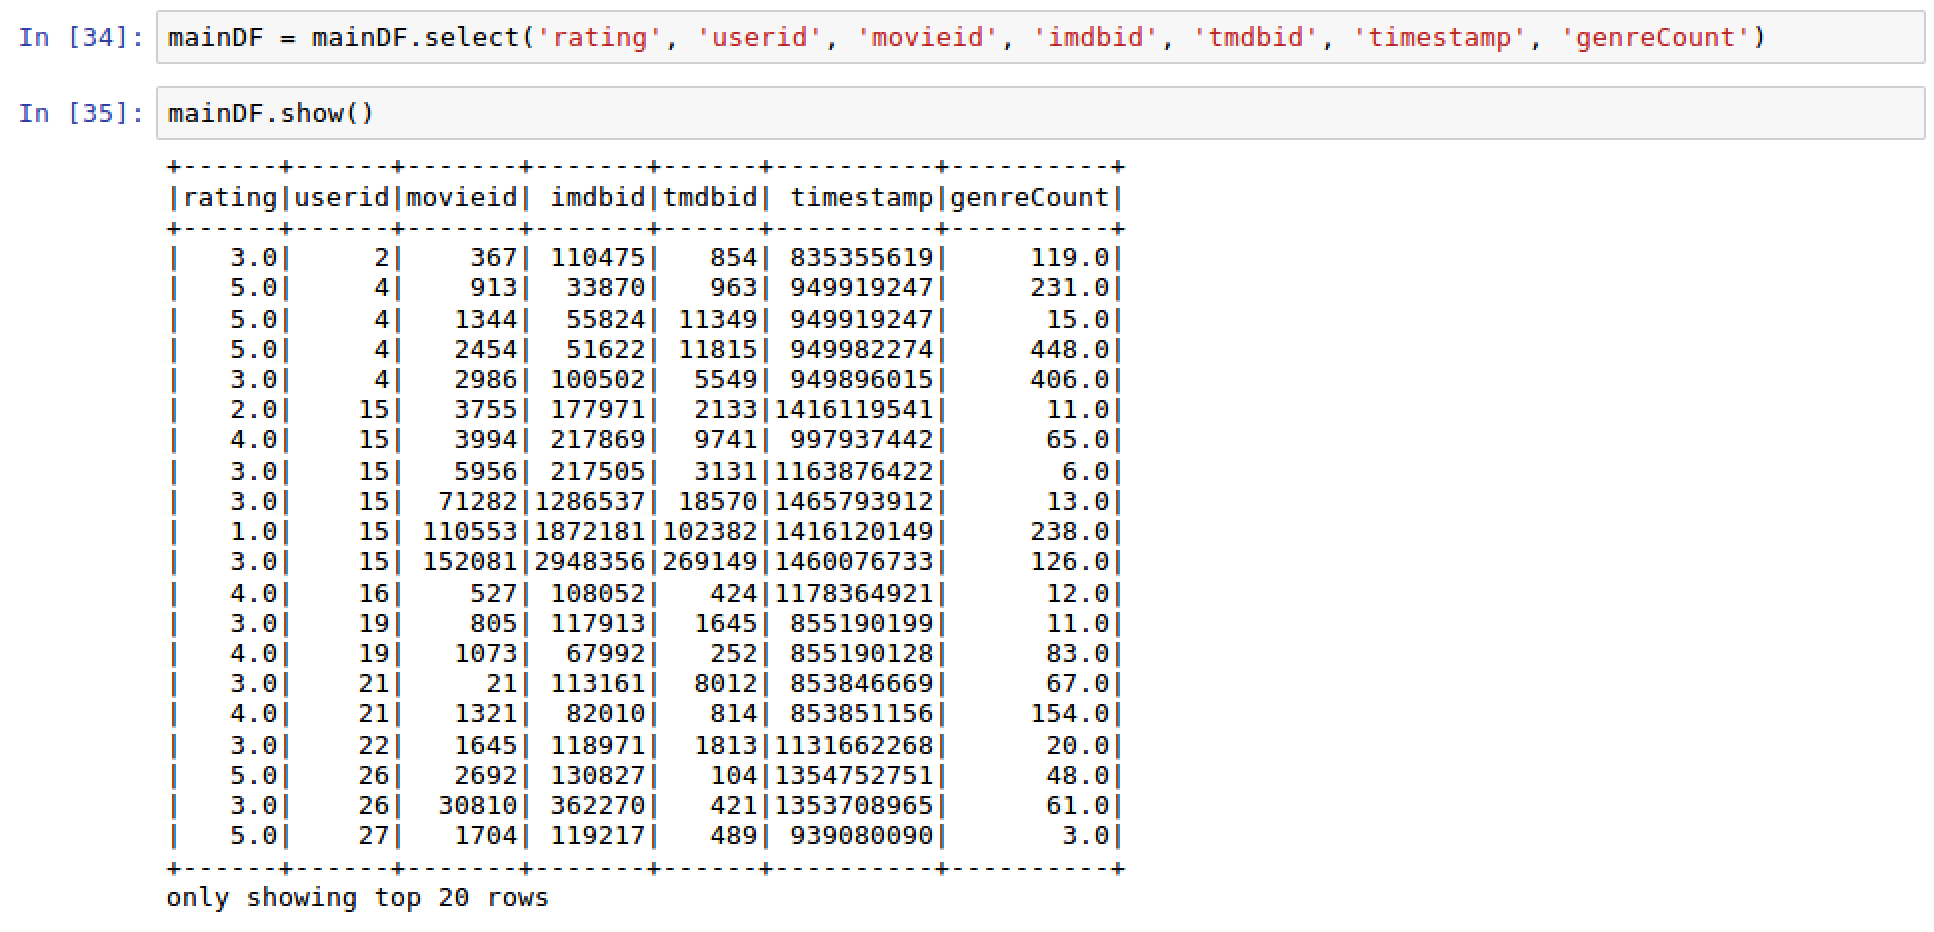 In [34]: mainDF = mainDF.select('rating', 'userid', 'movieid', 'imdbid', 'tmdbid', 'timestamp', 'genreCount')
In [35]: mainDF.show()
+------+------+-------+-------+------+----------+----------+
|rating|userid|movieid| imdbid|tmdbid| timestamp|genreCount|
+------+------+-------+-------+------+----------+----------+
|   3.0|     2|    367| 110475|   854| 835355619|     119.0|
|   5.0|     4|    913|  33870|   963| 949919247|     231.0|
|   5.0|     4|   1344|  55824| 11349| 949919247|      15.0|
|   5.0|     4|   2454|  51622| 11815| 949982274|     448.0|
|   3.0|     4|   2986| 100502|  5549| 949896015|     406.0|
|   2.0|    15|   3755| 177971|  2133|1416119541|      11.0|
|   4.0|    15|   3994| 217869|  9741| 997937442|      65.0|
|   3.0|    15|   5956| 217505|  3131|1163876422|       6.0|
|   3.0|    15|  71282|1286537| 18570|1465793912|      13.0|
|   1.0|    15| 110553|1872181|102382|1416120149|     238.0|
|   3.0|    15| 152081|2948356|269149|1460076733|     126.0|
|   4.0|    16|    527| 108052|   424|1178364921|      12.0|
|   3.0|    19|    805| 117913|  1645| 855190199|      11.0|
|   4.0|    19|   1073|  67992|   252| 855190128|      83.0|
|   3.0|    21|     21| 113161|  8012| 853846669|      67.0|
|   4.0|    21|   1321|  82010|   814| 853851156|     154.0|
|   3.0|    22|   1645| 118971|  1813|1131662268|      20.0|
|   5.0|    26|   2692| 130827|   104|1354752751|      48.0|
|   3.0|    26|  30810| 362270|   421|1353708965|      61.0|
|   5.0|    27|   1704| 119217|   489| 939080090|       3.0|
+------+------+-------+-------+------+----------+----------+
only showing top 20 rows